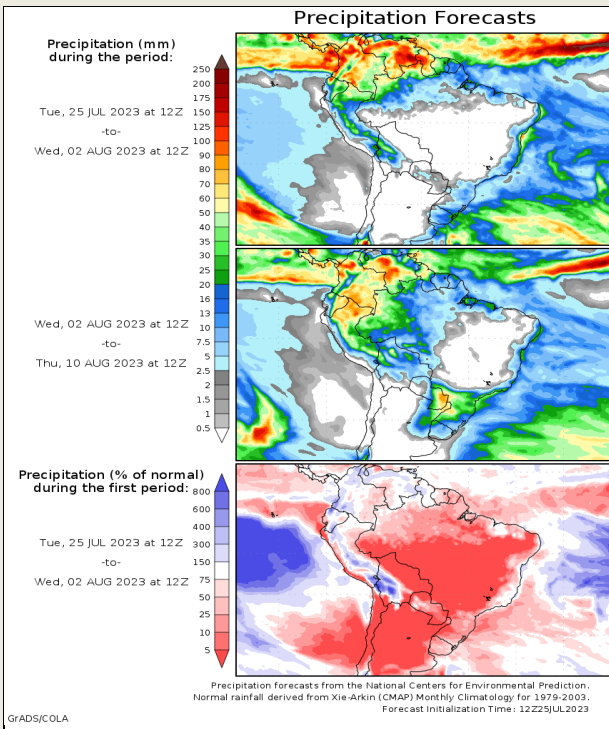 Precipitation Forecasts
Precipitation (mm)
during the period:
Tue, 25 JUL 2023 at 12Z
-to-
Wed, 02 AUG 2023 at 12Z
250
200
175
150
125
100
90
80
70
60
50
40
35
30
25
20
16
13
10
7.5
5
2.5
2
1.5
1
0.5
Wed, 02 AUG 2023 at 12Z
-to-
Thu, 10 AUG 2023 at 12Z
Precipitation (% of normal)
during the first period:
Tue, 25 JUL 2023 at 12Z
-to-
Wed, 02 AUG 2023 at 12Z
800
600
400
300
150
75
50
25
10
5
Precipitation forecasts from the National Centers for Environmental Prediction.
Normal rainfall derived from Xie-Arkin (CMAP) Monthly Climatology for 1979-2003.
Forecast Initialization Time: 12Z25JUL2023
GrADS/COLA